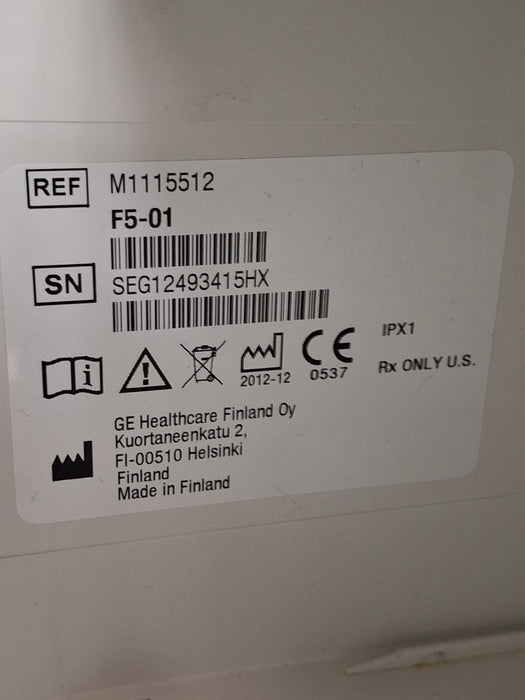 REF M1115512
F5-01
SN SEG12493415HX
2012-12
CE 0537
IPX1
Rx ONLY U.S.
GE Healthcare Finland Oy
Kuortaneenkatu 2,
FI-00510 Helsinki
Finland
Made in Finland